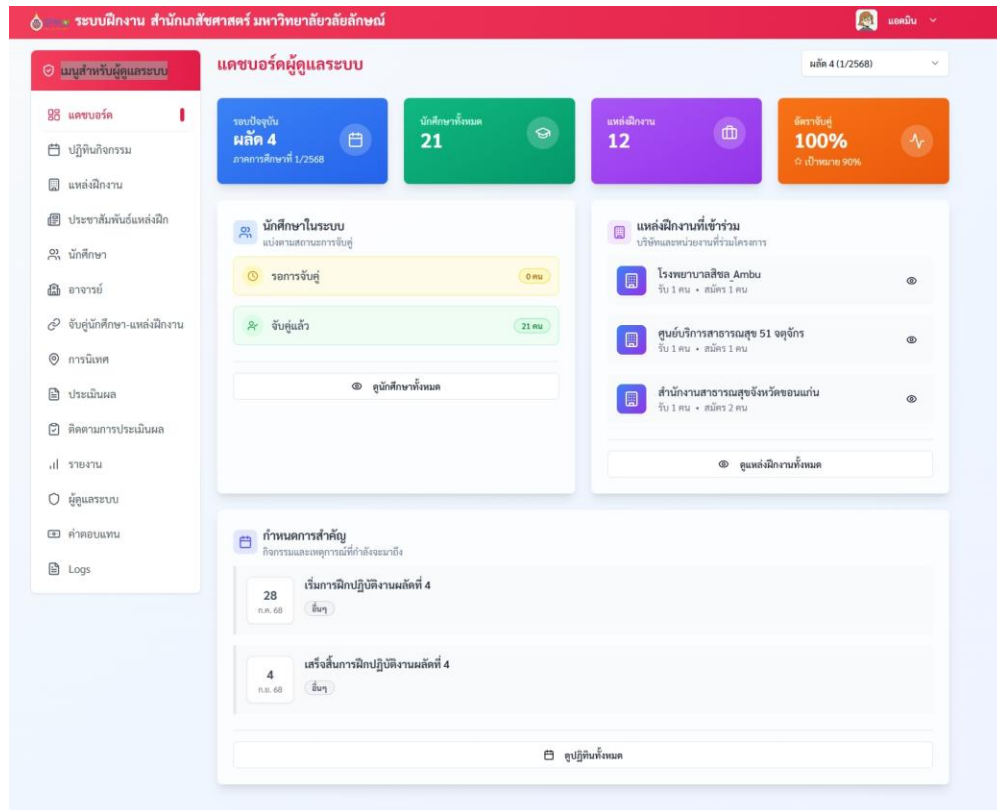 ระบบฝึกงาน สำนักเภสัชศาสตร์ มหาวิทยาลัยวลัยลักษณ์
แอดมิน
เมนูสำหรับผู้ดูแลระบบ
แดชบอร์ด
ปฏิทินกิจกรรม
แหล่งฝึกงาน
ประชาสัมพันธ์แหล่งฝึก
นักศึกษา
อาจารย์
จับคู่นักศึกษา-แหล่งฝึกงาน
การนิเทศ
ประเมินผล
ติดตามการประเมินผล
รายงาน
ผู้ดูแลระบบ
ค่าตอบแทน
Logs
แดชบอร์ดผู้ดูแลระบบ
ผลัด 4 (1/2568)
รอบปัจจุบัน
ผลัด 4
ภาคการศึกษาที่ 1/2568
นักศึกษาทั้งหมด
21
แหล่งฝึกงาน
12
อัตราจับคู่
100%
เป้าหมาย 90%
นักศึกษาในระบบ
แบ่งตามสถานะการจับคู่
รอการจับคู่
0 คน
จับคู่แล้ว
21 คน
ดูนักศึกษาทั้งหมด
แหล่งฝึกงานที่เข้าร่วม
บริษัทและหน่วยงานที่ร่วมโครงการ
โรงพยาบาลสิชล_Ambu
รับ 1 คน • สมัคร 1 คน
ศูนย์บริการสาธารณสุข 51 จตุจักร
รับ 1 คน • สมัคร 1 คน
สำนักงานสาธารณสุขจังหวัดขอนแก่น
รับ 1 คน • สมัคร 2 คน
ดูแหล่งฝึกงานทั้งหมด
กำหนดการสำคัญ
กิจกรรมและเหตุการณ์ที่กำลังจะมาถึง
28
ก.ค. 68
เริ่มการฝึกปฏิบัติงานผลัดที่ 4
อื่นๆ
4
ก.ย. 68
เสร็จสิ้นการฝึกปฏิบัติงานผลัดที่ 4
อื่นๆ
ดูปฏิทินทั้งหมด